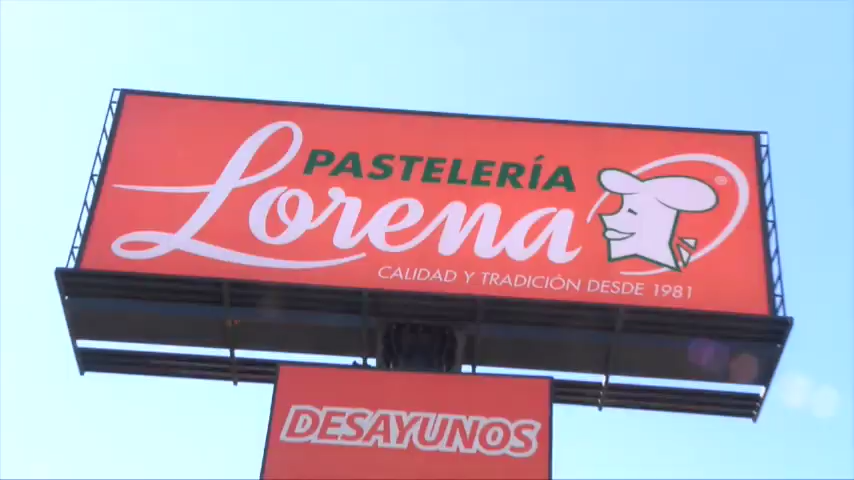 PASTELERÍA
Lorena
®
CALIDAD Y TRADICIÓN DESDE 1981
DESAYUNOS